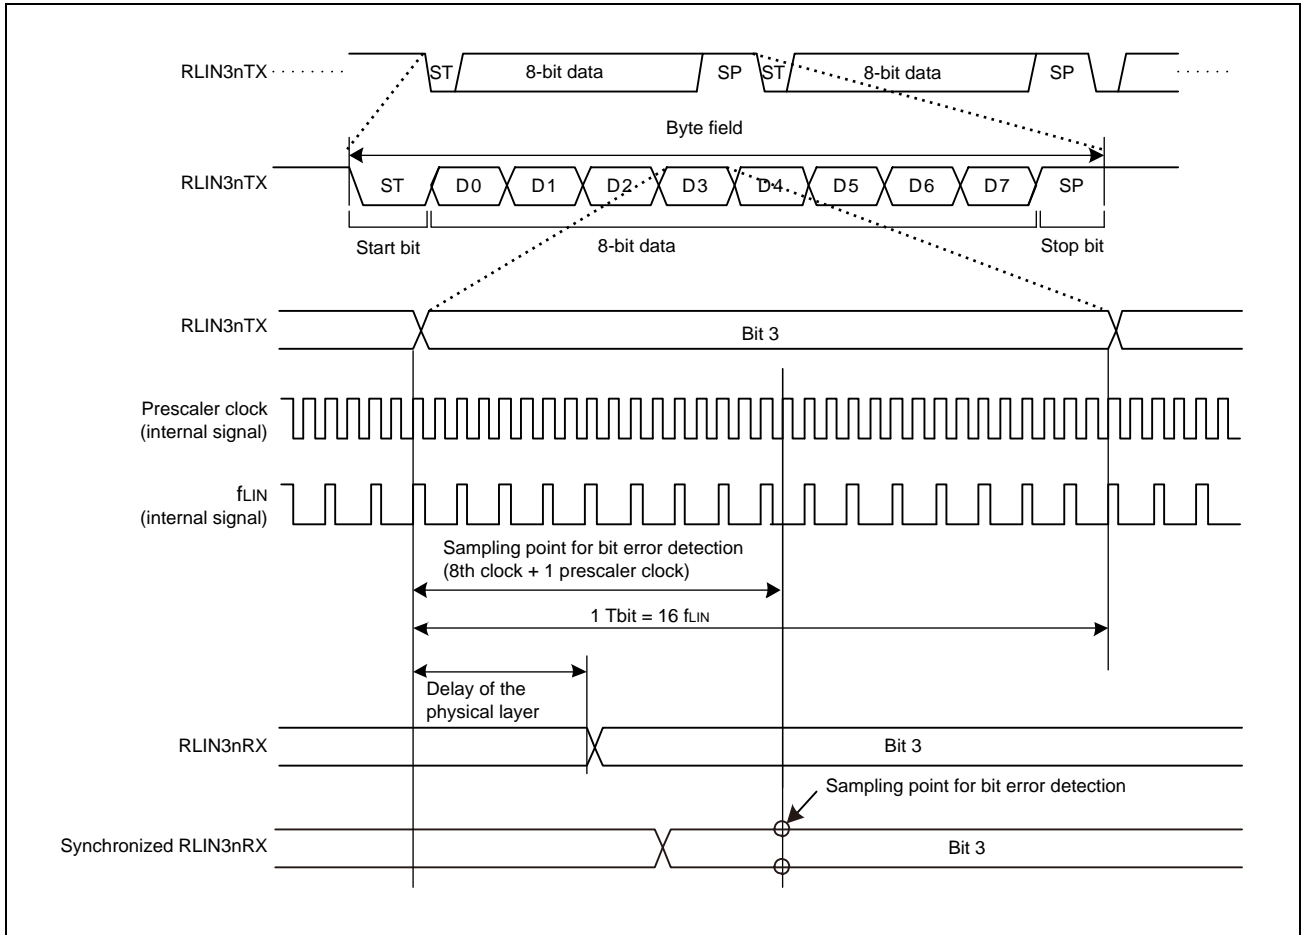 RLIN3nTX
ST
8-bit data
SP
ST
8-bit data
SP
Byte field
RLIN3nTX
ST
D0
D1
D2
D3
D4
D5
D6
D7
SP
Start bit
8-bit data
Stop bit
RLIN3nTX
Bit 3
Prescaler clock
(internal signal)
fLIN
(internal signal)
Sampling point for bit error detection
(8th clock + 1 prescaler clock)
1 Tbit = 16 fLIN
Delay of the
physical layer
RLIN3nRX
Bit 3
Sampling point for bit error detection
Synchronized RLIN3nRX
Bit 3